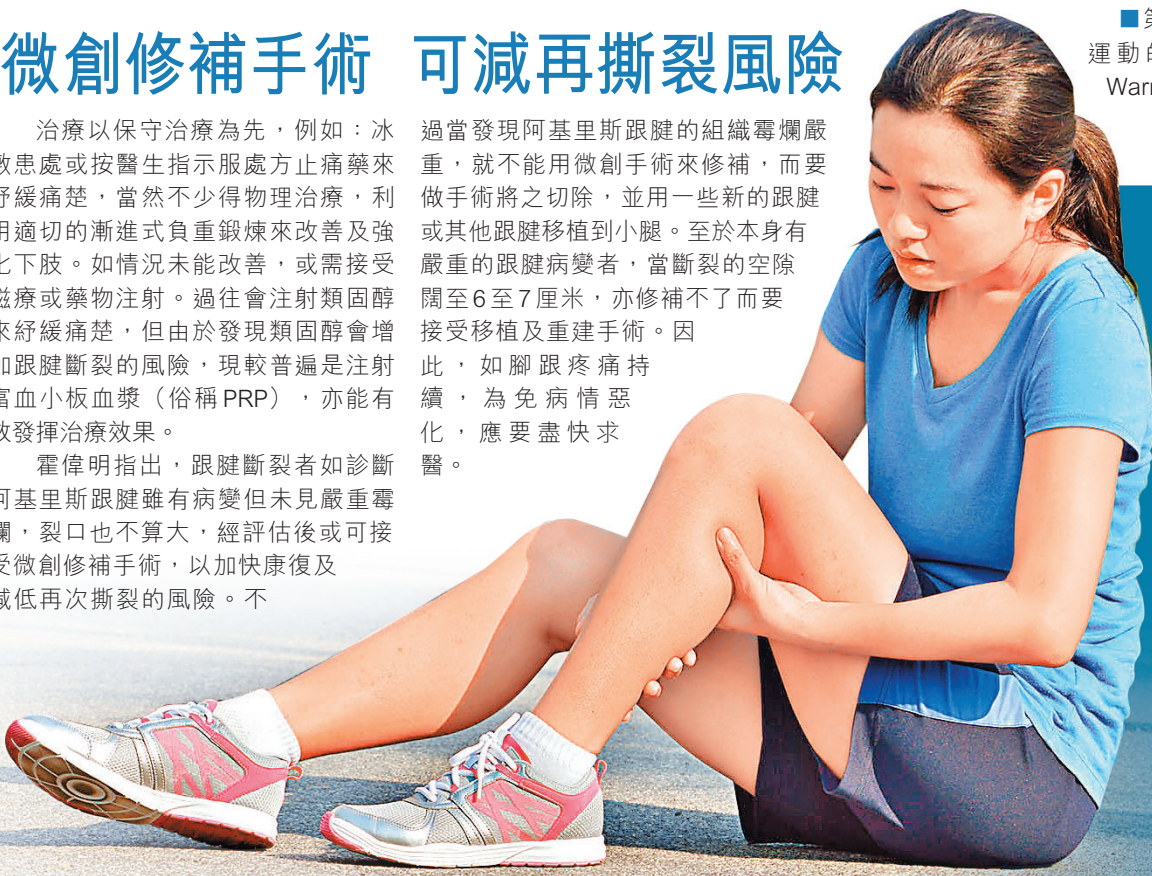 微創修補手術 可減再撕裂風險
治療以保守治療為先，例如：冰
敷患處或按醫生指示服處方止痛藥來
紓緩痛楚，當然不少得物理治療，利
用適切的漸進式負重鍛煉來改善及強
化下肢。如情況未能改善，或需接受
磁療或藥物注射。過往會注射類固醇
來紓緩痛楚，但由於發現類固醇會增
加跟腱斷裂的風險，現較普遍是注射
富血小板血漿（俗稱PRP），亦能有
效發揮治療效果。
霍偉明指出，跟腱斷裂者如診斷
阿基里斯跟腱雖有病變但未見嚴重霉
爛，裂口也不算大，經評估後或可接
受微創修補手術，以加快康復及
減低再次撕裂的風險。不
過當發現阿基里斯跟腱的組織霉爛嚴
重，就不能用微創手術來修補，而要
做手術將之切除，並用一些新的跟腱
或其他跟腱移植到小腿。至於本身有
嚴重的跟腱病變者，當斷裂的空隙
闊至6至7厘米，亦修補不了而要
接受移植及重建手術。因
此，如腳跟疼痛持
續，為免病情惡
化，應要盡快求
醫。
■第
運動的